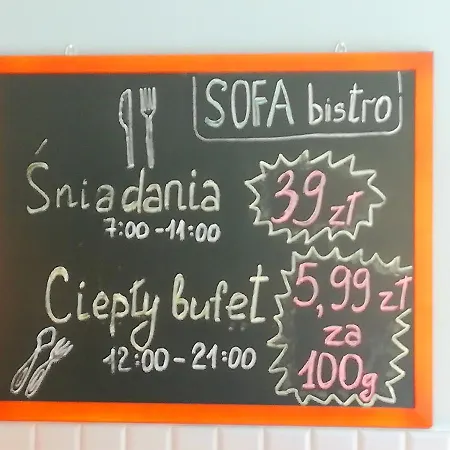 SOFA bistro
Śniadania 39 zł
7:00-11:00
Ciepły bufet 5,99 zł
za
12:00-21:00 100g